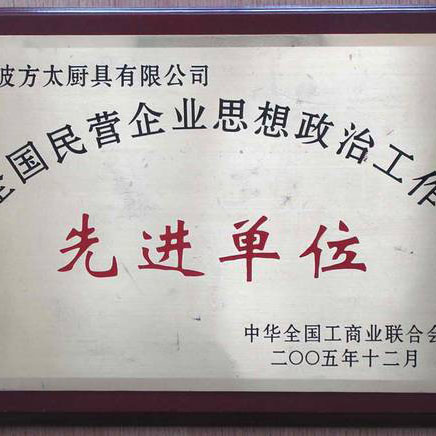 波方太厨具有限公司
全国民营企业思想政治工作
先进单位
中华全国工商业联合会
二〇〇五年十二月